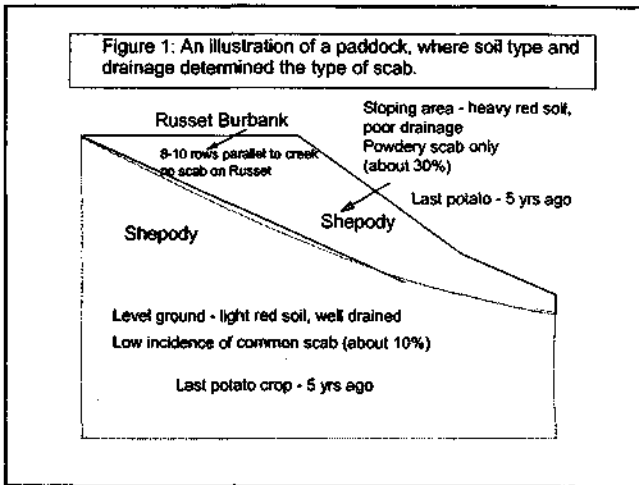 Figure 1: An illustration of a paddock, where soil type and
drainage determined the type of scab.
Russet Burbank
8-10 rows parallel to creek
no scab on Russet
Sloping area - heavy red soil,
poor drainage
Powdery scab only
(about 30%)
Last potato - 5 yrs ago
Shepody
Shepody
Level ground - light red soil, well drained
Low incidence of common scab (about 10%)
Last potato crop - 5 yrs ago